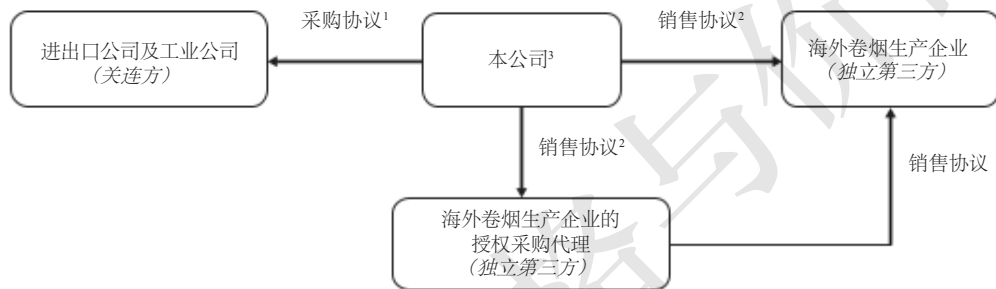 采购协议¹
销售协议²
进出口公司及工业公司
（关连方）
本公司³
海外卷烟生产企业
（独立第三方）
销售协议²
销售协议
海外卷烟生产企业的
授权采购代理
（独立第三方）